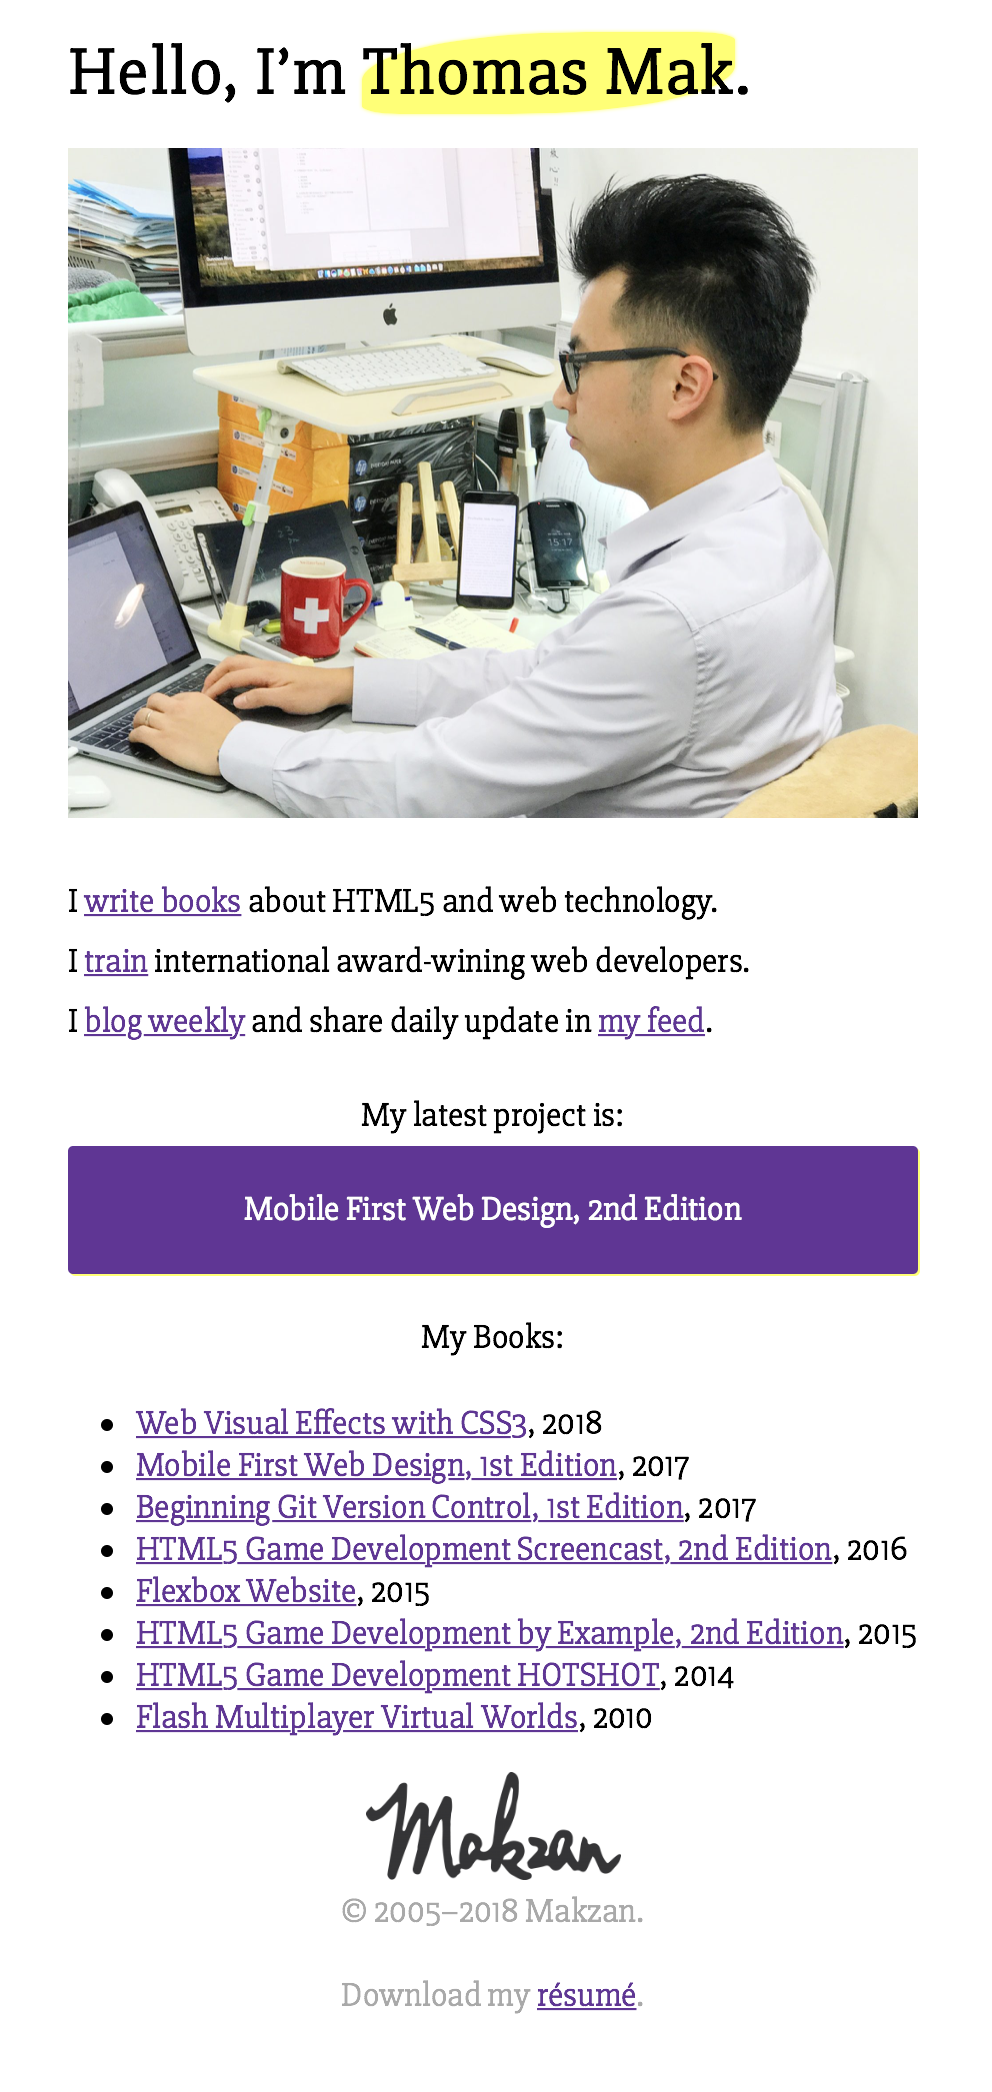 Hello, I’m Thomas Mak.
15:17
I write books about HTML5 and web technology.
I train international award-wining web developers.
I blog weekly and share daily update in my feed.
My latest project is:
Mobile First Web Design, 2nd Edition
My Books:
Web Visual Effects with CSS3, 2018
Mobile First Web Design, 1st Edition, 2017
Beginning Git Version Control, 1st Edition, 2017
HTML5 Game Development Screencast, 2nd Edition, 2016
Flexbox Website, 2015
HTML5 Game Development by Example, 2nd Edition, 2015
HTML5 Game Development HOTSHOT, 2014
Flash Multiplayer Virtual Worlds, 2010
Makzan
© 2005–2018 Makzan.
Download my résumé.